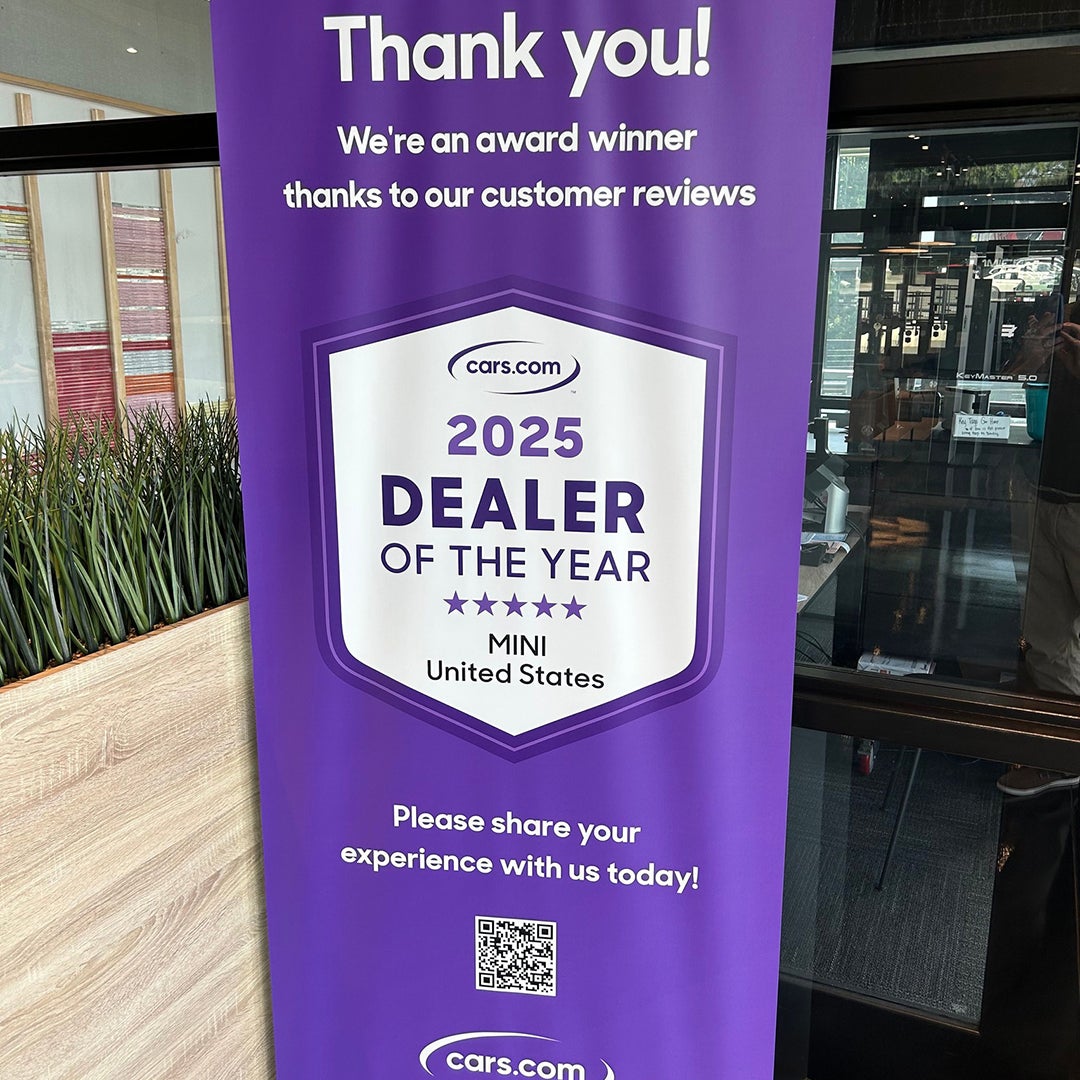 Thank you!
We're an award winner
thanks to our customer reviews
cars.com
2025
DEALER
OF THE YEAR
MINI
United States
Please share your
experience with us today!
cars.com
KEYMASTER 5.0